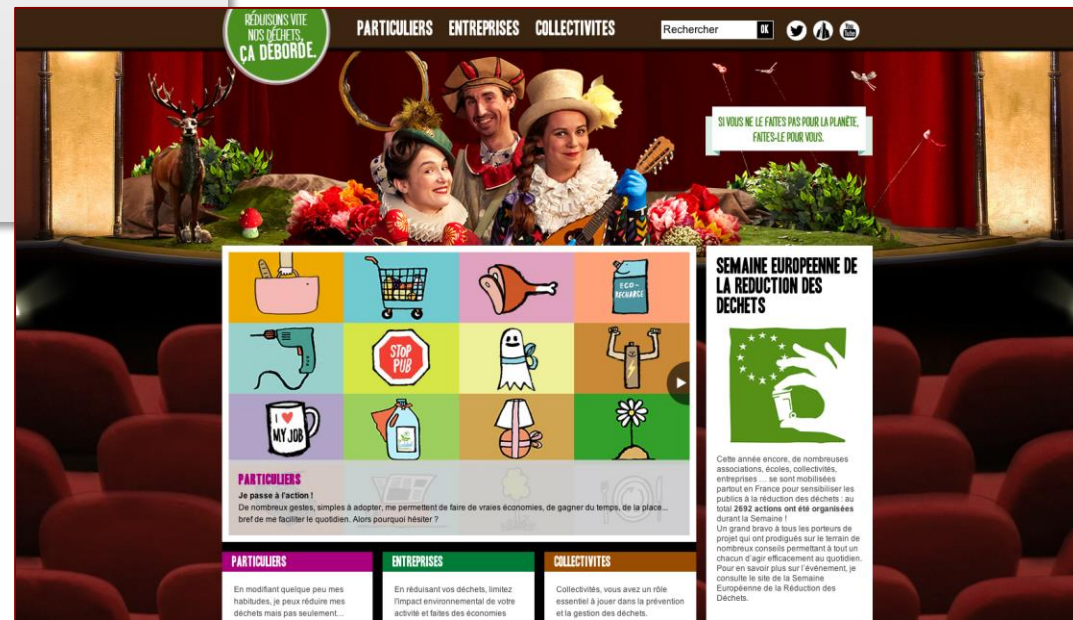 RÉDUISONS VITE
NOS DÉCHETS,
ÇA DÉBORDE.
PARTICULIERS ENTREPRISES COLLECTIVITES
Rechercher OK
You
Tube
SI VOUS NE LE FAITES PAS POUR LA PLANÈTE,
FAITES-LE POUR VOUS.
ECO-
RECHARGE
STOP
PUB
I ♥
MY JOB
PARTICULIERS
Je passe à l'action !
De nombreux gestes, simples à adopter, me permettent de faire de vraies économies, de gagner du temps, de la place...
bref de me faciliter le quotidien. Alors pourquoi hésiter ?
SEMAINE EUROPEENNE DE
LA REDUCTION DES
DECHETS
Cette année encore, de nombreuses
associations, écoles, collectivités,
entreprises … se sont mobilisées
partout en France pour sensibiliser les
publics à la réduction des déchets : au
total 2692 actions ont été organisées
durant la Semaine !
Un grand bravo à tous les porteurs de
projet qui ont prodigués sur le terrain de
nombreux conseils permettant à tout un
chacun d'agir efficacement au quotidien.
Pour en savoir plus sur l'événement, je
consulte le site de la Semaine
Européenne de la Réduction des
Déchets.
PARTICULIERS
En modifiant quelque peu mes
habitudes, je peux réduire mes
déchets mais pas seulement…
ENTREPRISES
En réduisant vos déchets, limitez
l'impact environnemental de votre
activité et faites des économies
COLLECTIVITES
Collectivités, vous avez un rôle
essentiel à jouer dans la prévention
et la gestion des déchets.